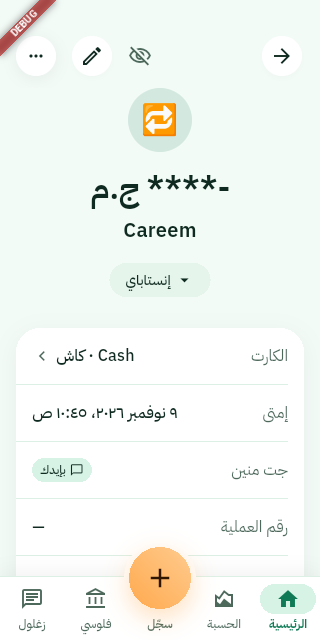 DEBUG
-**** ج.م
Careem
إنستاباي
الكارت
كاش · Cash
إمتى
٩ نوفمبر ٢٠٢٦، ١٠:٤٥ ص
جت منين
بإيدك
رقم العملية
—
الرئيسية
الحسبة
سجّل
فلوسي
زغلول